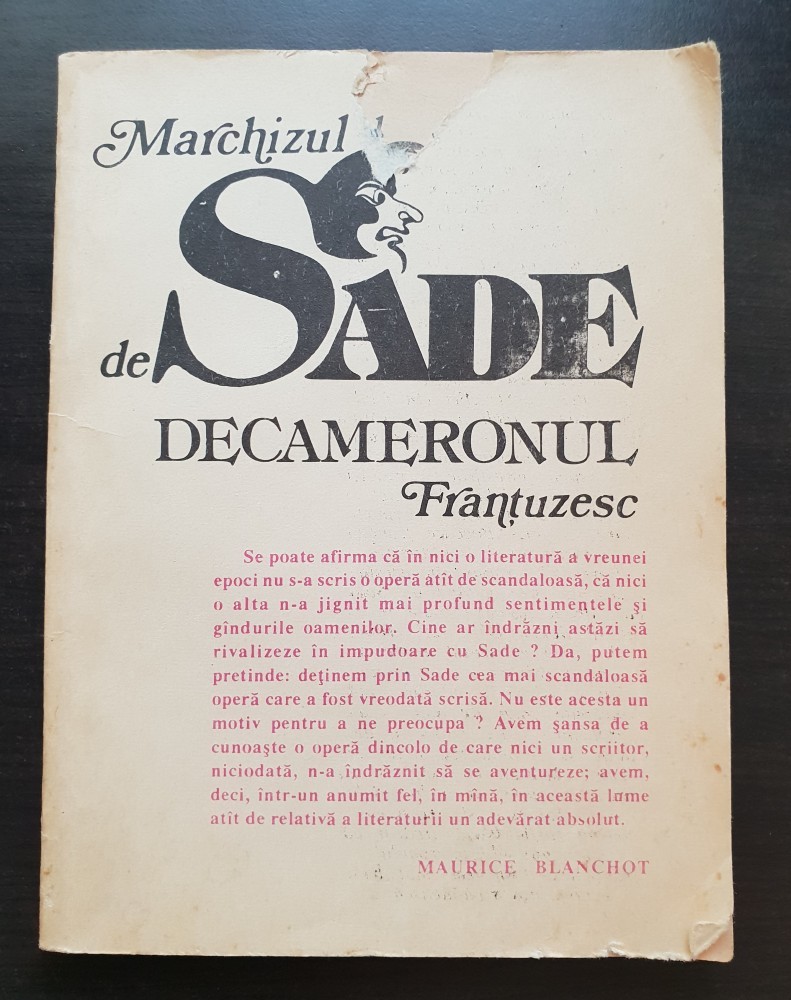 Marchizul
de SADE
DECAMERONUL
Franțuzesc
Se poate afirma că în nici o literatură a vreunei
epoci nu s-a scris o operă atît de scandaloasă, că nici
o alta n-a jignit mai profund sentimentele şi
gîndurile oamenilor. Cine ar îndrăzni astăzi să
rivalizeze în impudoare cu Sade ? Da, putem
pretinde: deţinem prin Sade cea mai scandaloasă
operă care a fost vreodată scrisă. Nu este acesta un
motiv pentru a ne preocupa ? Avem şansa de a
cunoaşte o operă dincolo de care nici un scriitor,
niciodată, n-a îndrăznit să se aventureze; avem,
deci, într-un anumit fel, în mînă, în această lume
atît de relativă a literaturii un adevărat absolut.
MAURICE BLANCHOT